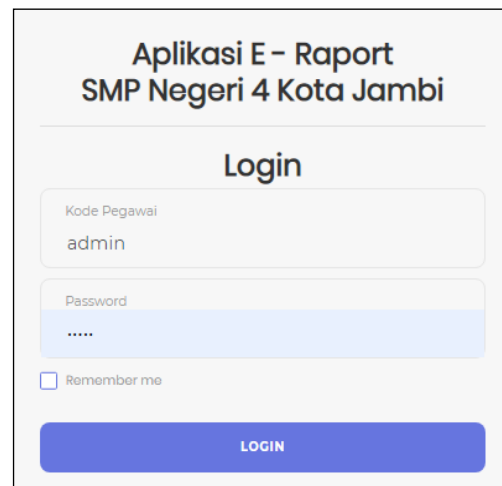 Aplikasi E - Raport
SMP Negeri 4 Kota Jambi
Login
Kode Pegawai
admin
Password
•••••
Remember me
LOGIN